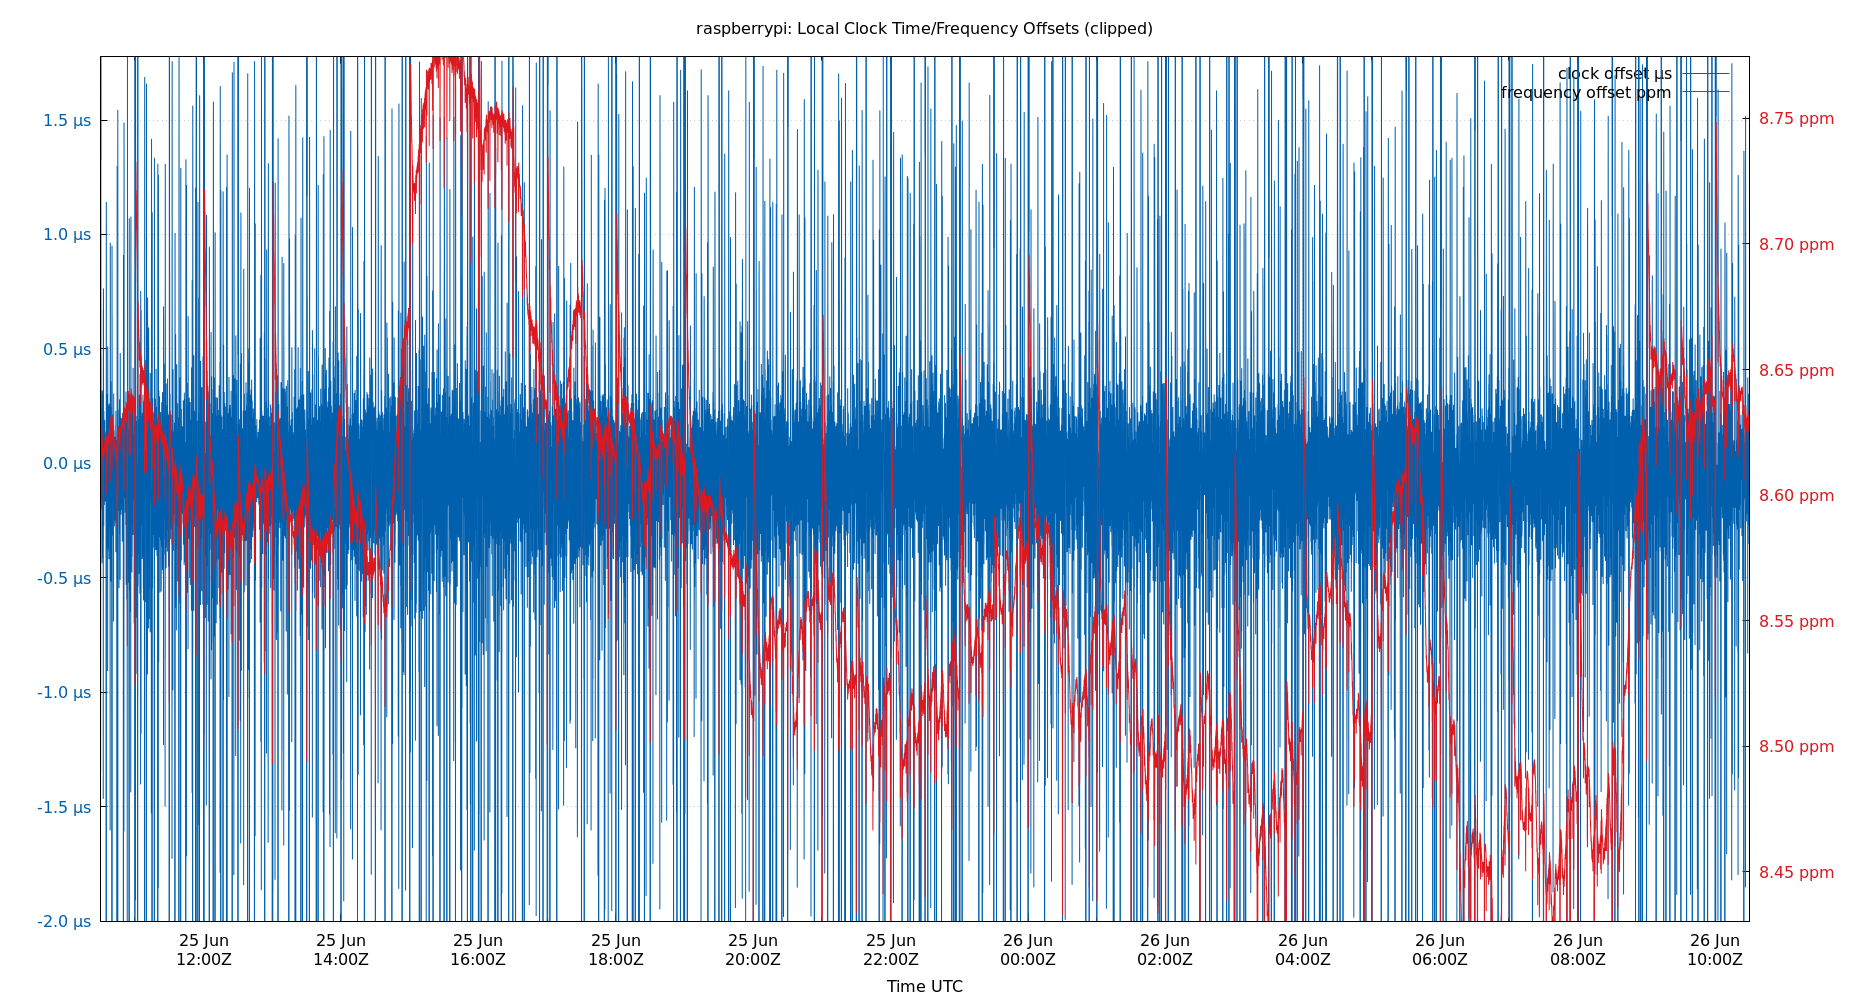 raspberrypi: Local Clock Time/Frequency Offsets (clipped)
clock offset µs
frequency offset ppm
1.5 µs
1.0 µs
0.5 µs
0.0 µs
-0.5 µs
-1.0 µs
-1.5 µs
-2.0 µs
8.75 ppm
8.70 ppm
8.65 ppm
8.60 ppm
8.55 ppm
8.50 ppm
8.45 ppm
25 Jun
12:00Z
25 Jun
14:00Z
25 Jun
16:00Z
25 Jun
18:00Z
25 Jun
20:00Z
25 Jun
22:00Z
26 Jun
00:00Z
26 Jun
02:00Z
26 Jun
04:00Z
26 Jun
06:00Z
26 Jun
08:00Z
26 Jun
10:00Z
Time UTC